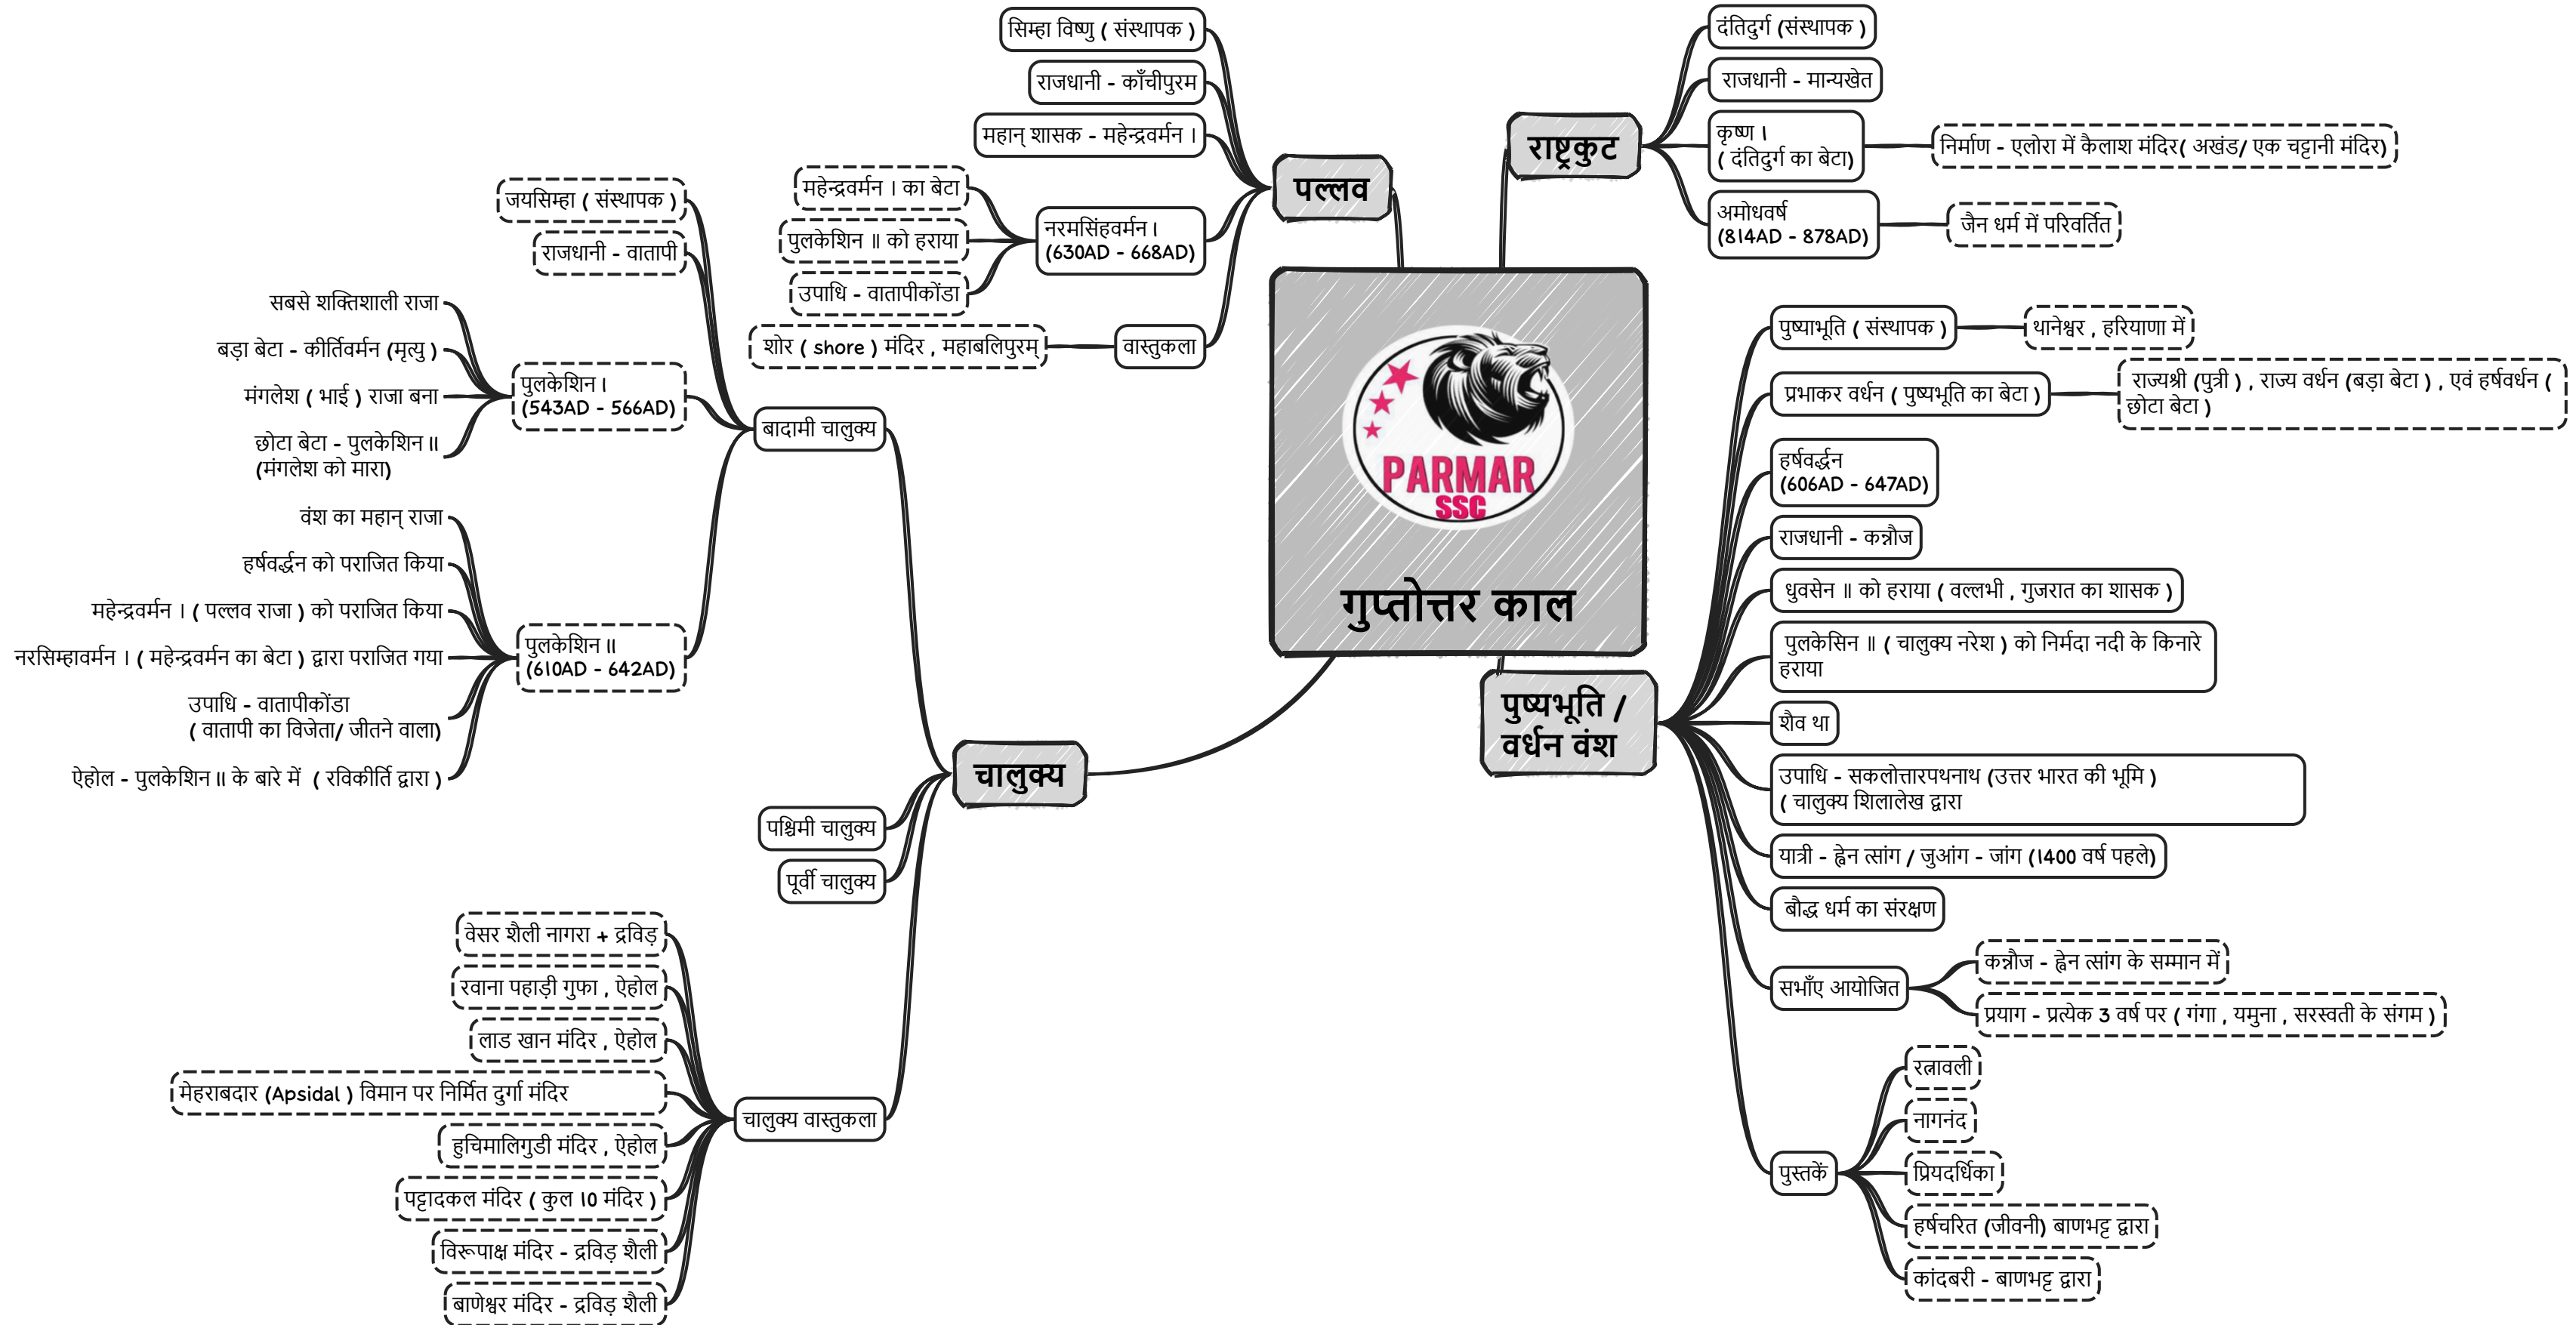 गुप्तोत्तर काल
PARMAR
SSC
पल्लव
सिम्हा विष्णु ( संस्थापक )
राजधानी - काँचीपुरम
महान् शासक - महेन्द्रवर्मन ।
नरमसिंहवर्मन I
(630AD - 668AD)
महेन्द्रवर्मन । का बेटा
पुलकेशिन ॥ को हराया
उपाधि - वातापीकोंडा
वास्तुकला
शोर ( shore ) मंदिर , महाबलिपुरम्
राष्ट्रकुट
दंतिदुर्ग (संस्थापक )
राजधानी - मान्यखेत
कृष्ण ।
( दंतिदुर्ग का बेटा)
निर्माण - एलोरा में कैलाश मंदिर( अखंड/ एक चट्टानी मंदिर)
अमोधवर्ष
(814AD - 878AD)
जैन धर्म में परिवर्तित
पुष्यभूति /
वर्धन वंश
पुष्याभूति ( संस्थापक )
थानेश्वर , हरियाणा में
प्रभाकर वर्धन ( पुष्यभूति का बेटा )
राज्यश्री (पुत्री ) , राज्य वर्धन (बड़ा बेटा ) , एवं हर्षवर्धन (
छोटा बेटा )
हर्षवर्द्धन
(606AD - 647AD)
राजधानी - कन्नौज
धुवसेन ॥ को हराया ( वल्लभी , गुजरात का शासक )
पुलकेसिन ॥ ( चालुक्य नरेश ) को निर्मदा नदी के किनारे
हराया
शैव था
उपाधि - सकलोत्तारपथनाथ (उत्तर भारत की भूमि )
( चालुक्य शिलालेख द्वारा
यात्री - ह्वेन त्सांग / जुआंग - जांग (1400 वर्ष पहले)
बौद्ध धर्म का संरक्षण
सभाँए आयोजित
कन्नौज - ह्वेन त्सांग के सम्मान में
प्रयाग - प्रत्येक 3 वर्ष पर ( गंगा , यमुना , सरस्वती के संगम )
पुस्तकें
रत्नावली
नागनंद
प्रियदर्धिका
हर्षचरित (जीवनी) बाणभट्ट द्वारा
कांदबरी - बाणभट्ट द्वारा
चालुक्य
बादामी चालुक्य
जयसिम्हा ( संस्थापक )
राजधानी - वातापी
पुलकेशिन I
(543AD - 566AD)
सबसे शक्तिशाली राजा
बड़ा बेटा - कीर्तिवर्मन (मृत्यु )
मंगलेश ( भाई ) राजा बना
छोटा बेटा - पुलकेशिन II
(मंगलेश को मारा)
पुलकेशिन II
(610AD - 642AD)
वंश का महान् राजा
हर्षवर्द्धन को पराजित किया
महेन्द्रवर्मन । ( पल्लव राजा ) को पराजित किया
नरसिम्हावर्मन । ( महेन्द्रवर्मन का बेटा ) द्वारा पराजित गया
उपाधि - वातापीकोंडा
( वातापी का विजेता/ जीतने वाला)
ऐहोल - पुलकेशिन II के बारे में ( रविकीर्ति द्वारा )
पश्चिमी चालुक्य
पूर्वी चालुक्य
चालुक्य वास्तुकला
वेसर शैली नागरा + द्रविड़
रवाना पहाड़ी गुफा , ऐहोल
लाड खान मंदिर , ऐहोल
मेहराबदार (Apsidal ) विमान पर निर्मित दुर्गा मंदिर
हुचिमालिगुडी मंदिर , ऐहोल
पट्टादकल मंदिर ( कुल 10 मंदिर )
विरूपाक्ष मंदिर - द्रविड़ शैली
बाणेश्वर मंदिर - द्रविड़ शैली